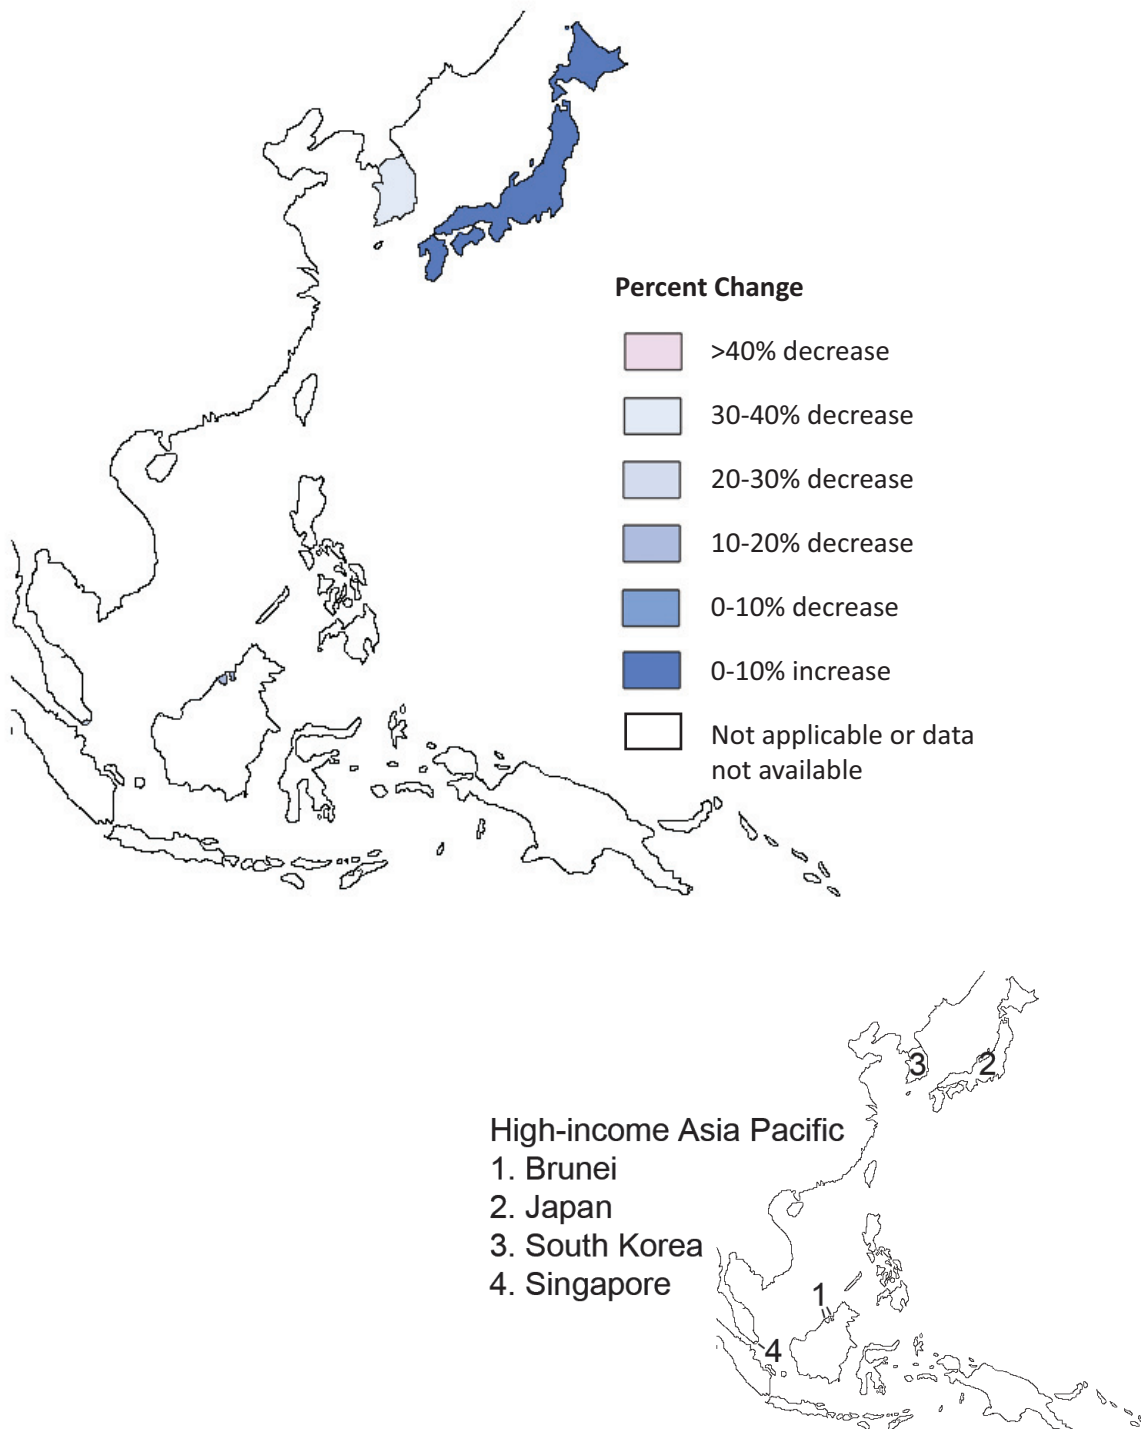 Percent Change
>40% decrease
30-40% decrease
20-30% decrease
10-20% decrease
0-10% decrease
0-10% increase
Not applicable or data
not available
High-income Asia Pacific
1. Brunei
2. Japan
3. South Korea
4. Singapore
3
2
1
4